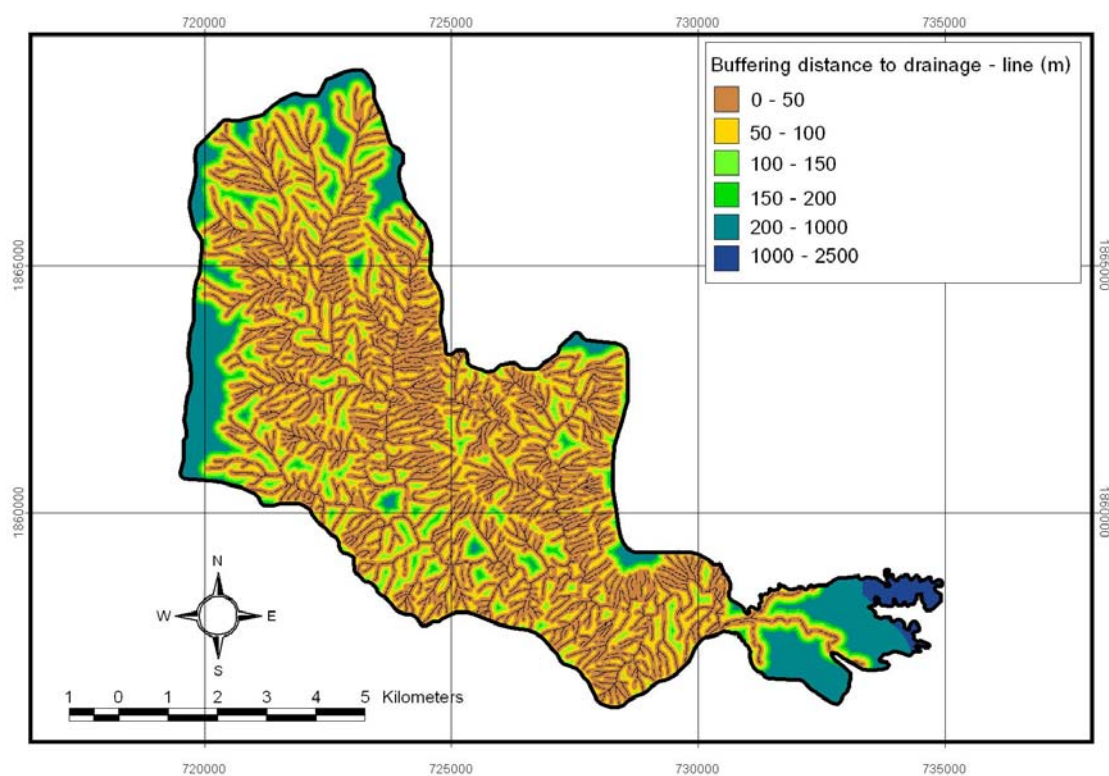 720000 725000 730000 735000
Buffering distance to drainage - line (m)
0 - 50
50 - 100
100 - 150
150 - 200
200 - 1000
1000 - 2500
1865000 1865000
1860000 1860000
N
W E
S
1 0 1 2 3 4 5 Kilometers
720000 725000 730000 735000